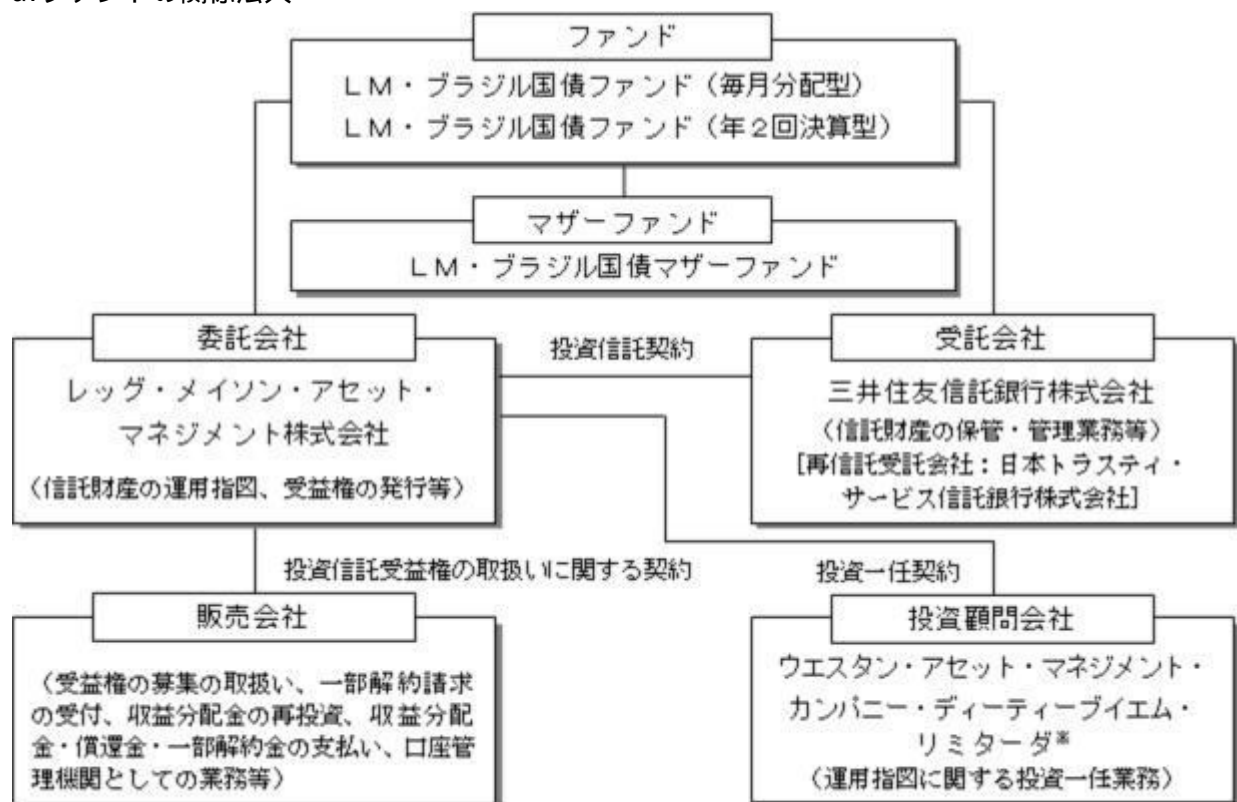 ファンド
LM・ブラジル国債ファンド(毎月分配型)
LM・ブラジル国債ファンド(年2回決算型)
マザーファンド
LM・ブラジル国債マザーファンド
委託会社
レッグ・メイソン・アセット・
マネジメント株式会社
(信託財産の運用指図、受益権の発行等)
投資信託契約
受託会社
三井住友信託銀行株式会社
(信託財産の保管・管理業務等)
[再信託受託会社:日本トラスティ・
サービス信託銀行株式会社]
投資信託受益権の取扱いに関する契約
投資一任契約
販売会社
(受益権の募集の取扱い、一部解約請求
の受付、収益分配金の再投資、収益分配
金・償還金・一部解約金の支払い、口座管
理機関としての業務等)
投資顧問会社
ウエスタン・アセット・マネジメント・
カンパニー・ディーティーブイエム・
リミターダ※
(運用指図に関する投資一任業務)